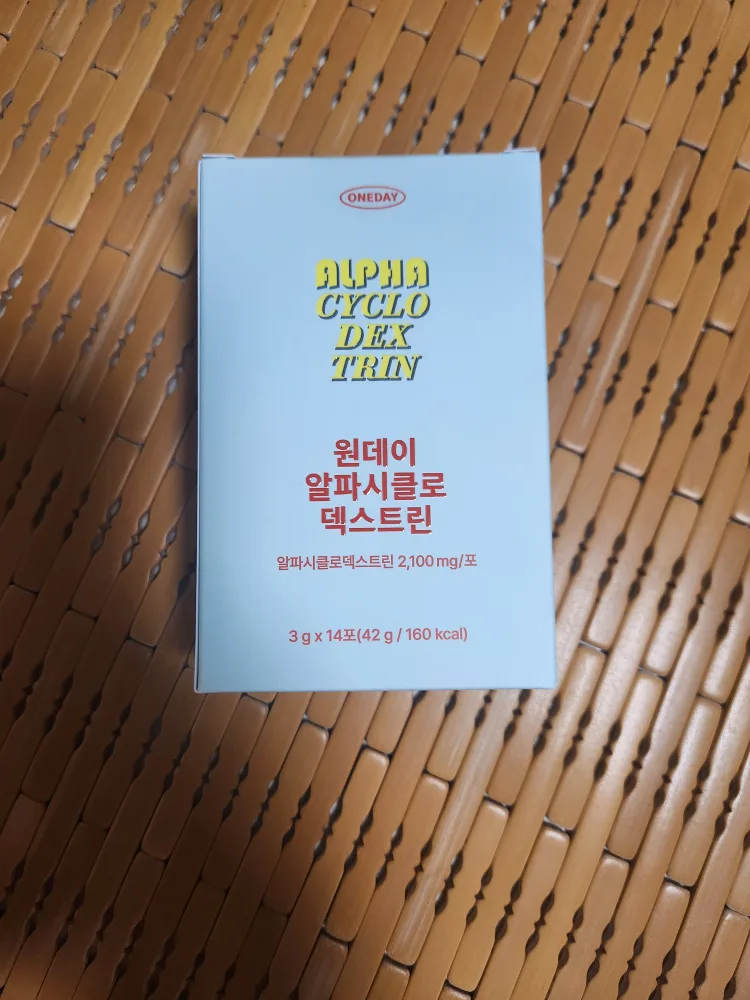 ONEDAY
ALPHA
CYCLO
DEX
TRIN
원데이
알파시클로
덱스트린
알파시클로덱스트린 2,100 mg/포
3 g x 14포(42 g / 160 kcal)